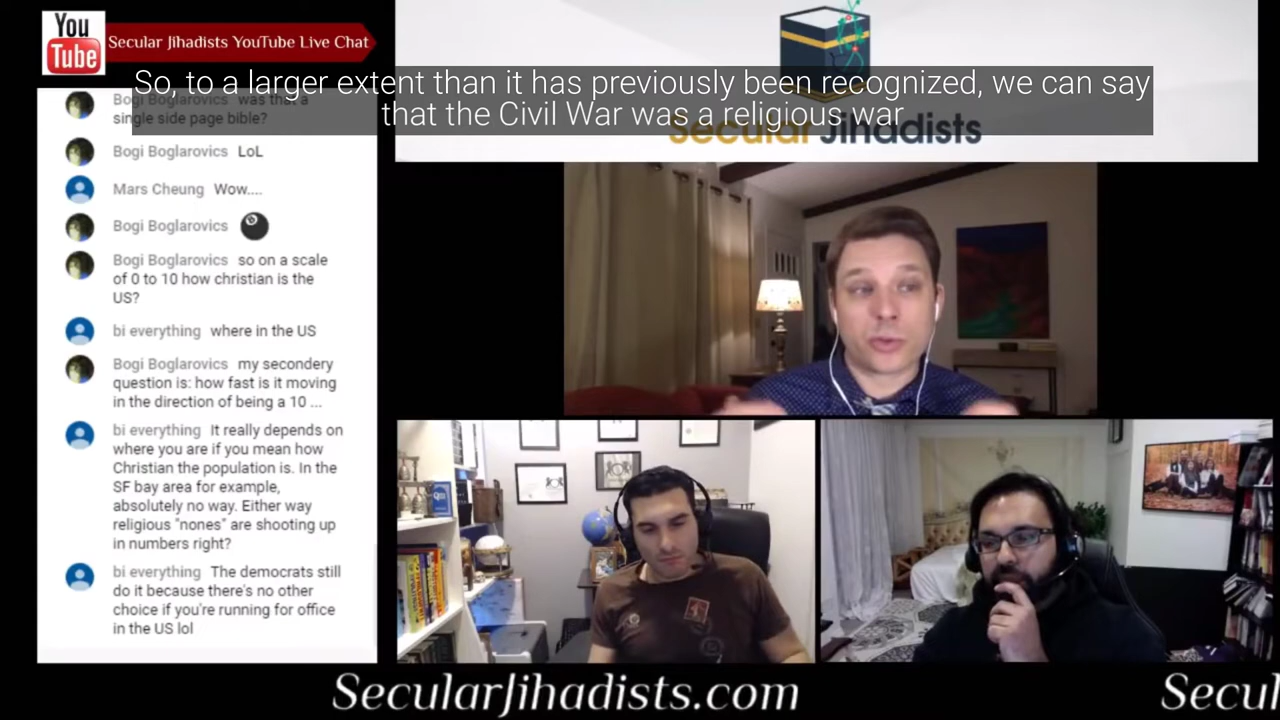 You
Tube
Secular Jihadists YouTube Live Chat
So, to a larger extent than it has previously been recognized, we can say
that the Civil War was a religious war
Secular Jihadists
Bogi Boglarovics was that a
single side page bible?
Bogi Boglarovics LoL
Mars Cheung Wow....
Bogi Boglarovics
8
Bogi Boglarovics so on a scale
of 0 to 10 how christian is the
US?
bi everything where in the US
Bogi Boglarovics my secondery
question is: how fast is it moving
in the direction of being a 10 ...
bi everything It really depends on
where you are if you mean how
Christian the population is. In the
SF bay area for example,
absolutely no way. Either way
religious "nones" are shooting up
in numbers right?
bi everything The democrats still
do it because there's no other
choice if you're running for office
in the US lol
SecularJihadists.com
Secul